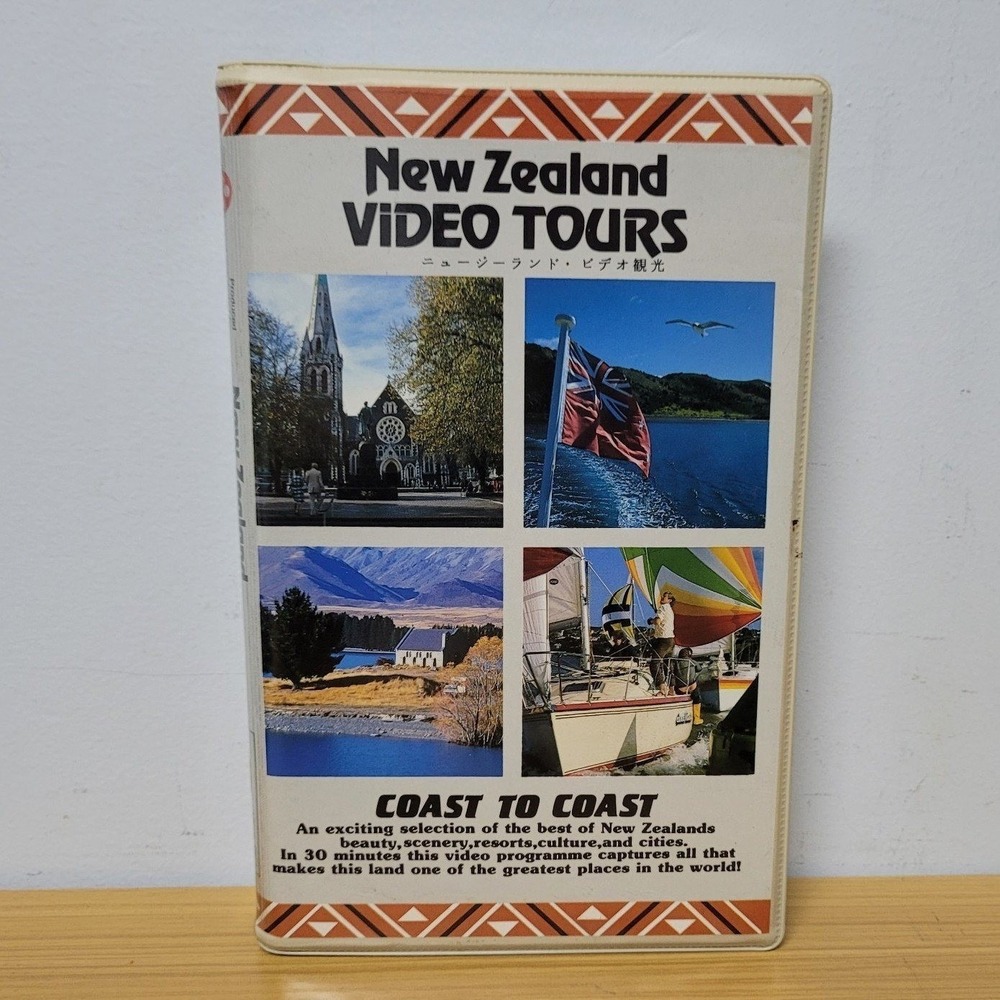 New Zealand
ViDEO TOURS
ニュージーランド・ビデオ観光
COAST TO COAST
An exciting selection of the best of New Zealands
beauty,scenery,resorts,culture,and cities.
In 30 minutes this video programme captures all that
makes this land one of the greatest places in the world!
New Zealand